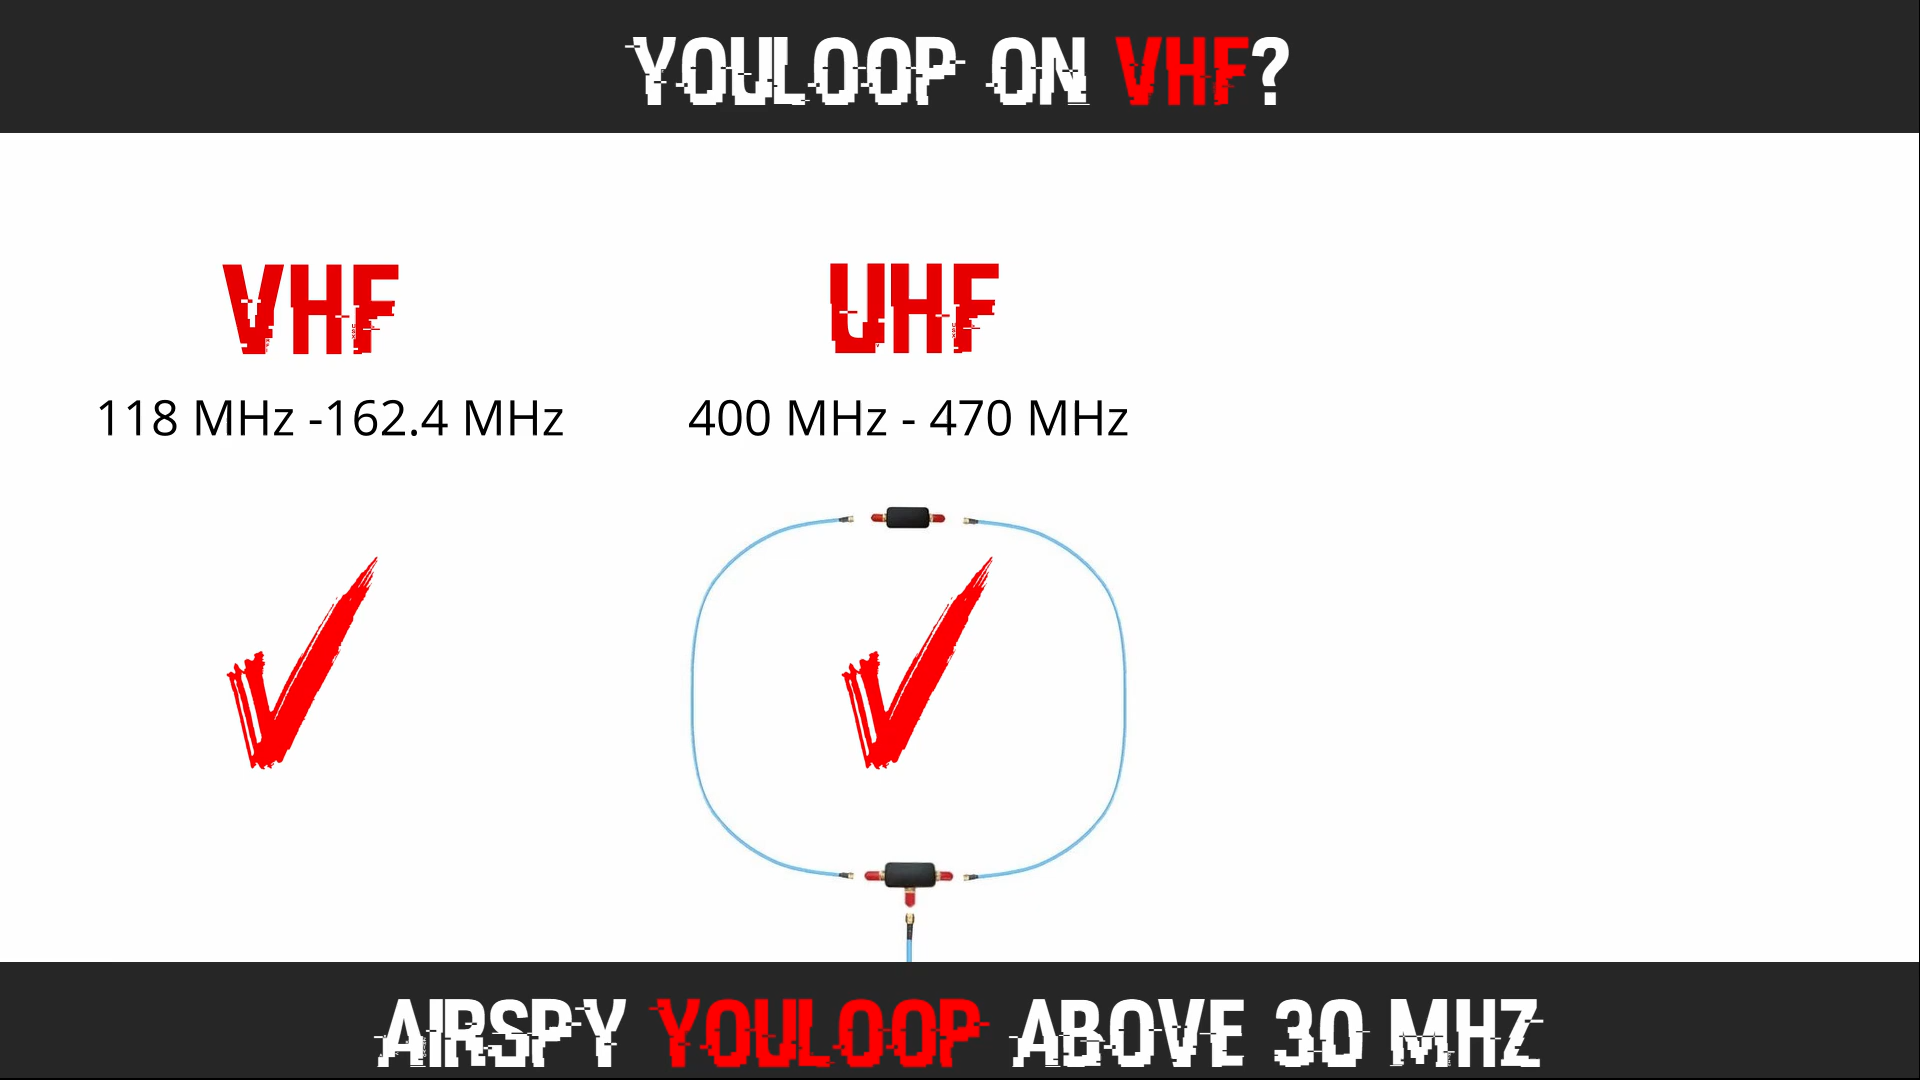 YOULOOP ON VHF?
VHF
UHF
118 MHz -162.4 MHz
400 MHz - 470 MHz
AIRSPY YOULOOP ABOVE 30 MHZ